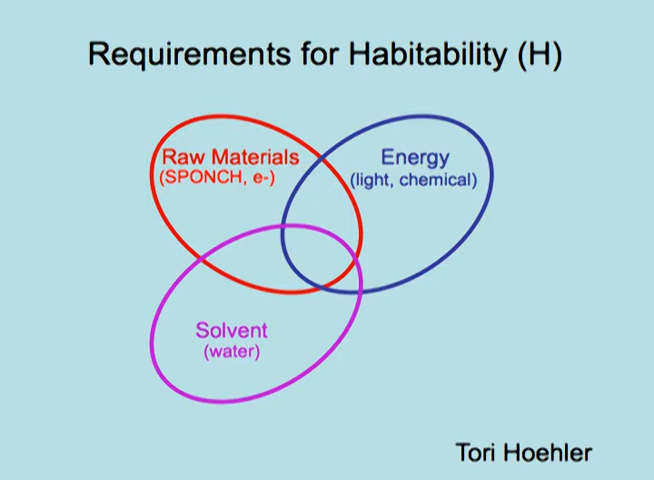 Requirements for Habitability (H)
Raw Materials
(SPONCH, e-)
Energy
(light, chemical)
Solvent
(water)
Tori Hoehler